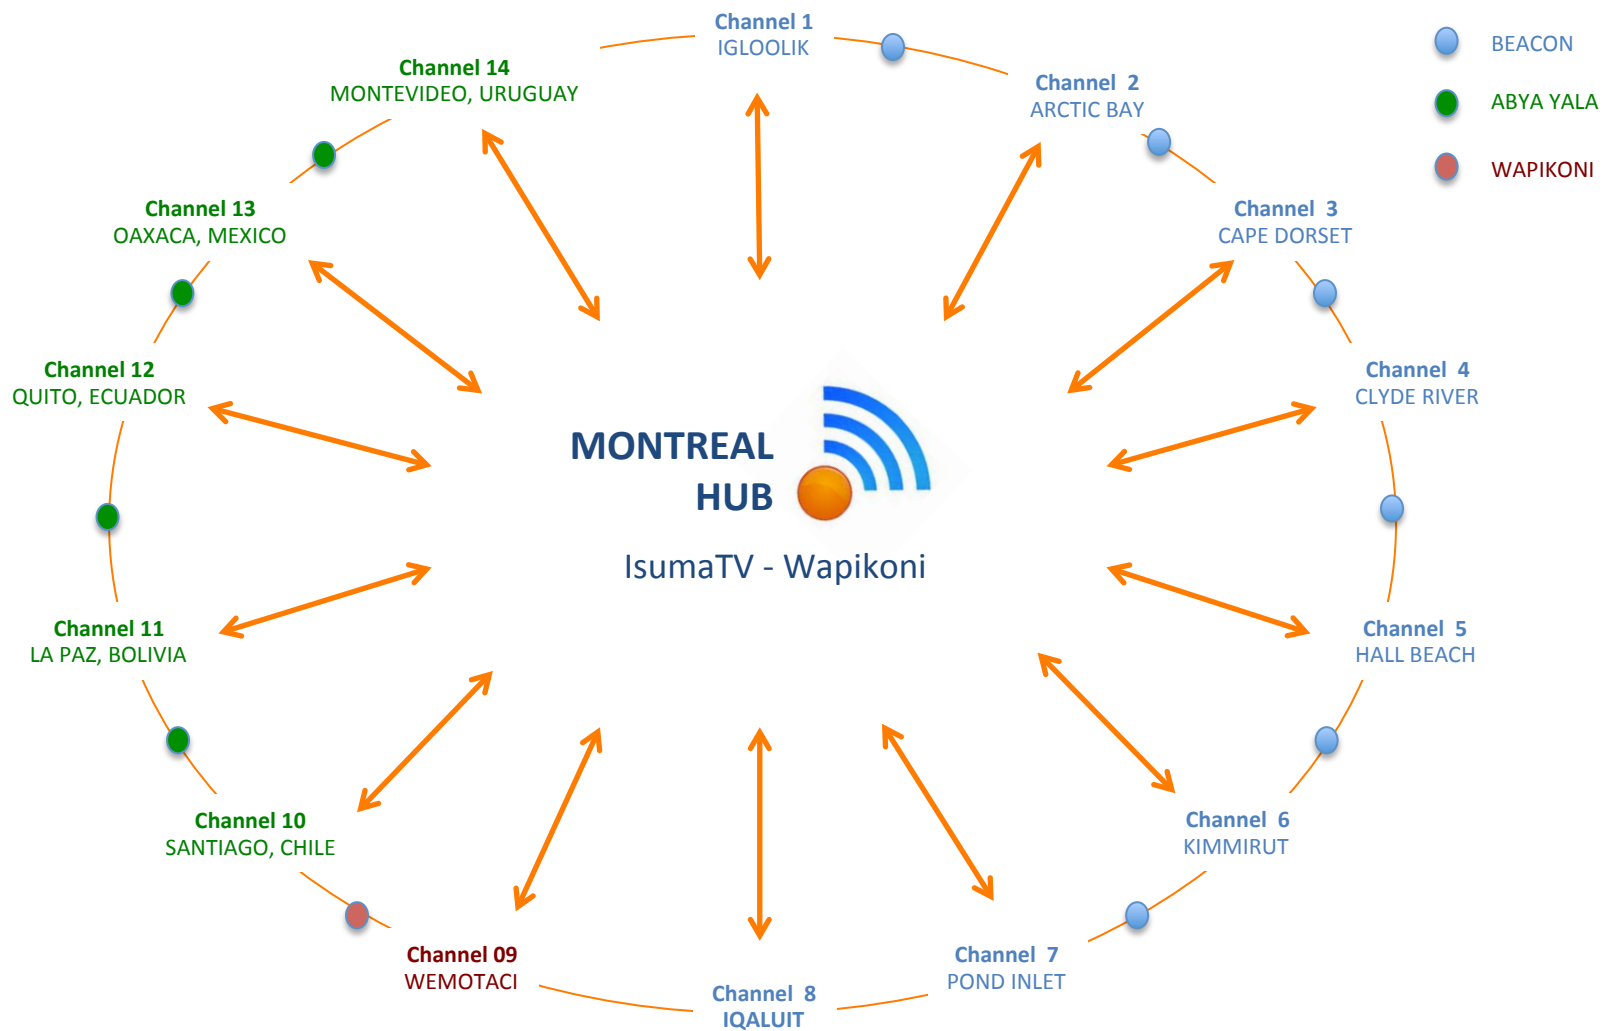 Channel 1
IGLOOLIK
BEACON
ABYA YALA
WAPIKONI
Channel 2
ARCTIC BAY
Channel 3
CAPE DORSET
Channel 4
CLYDE RIVER
Channel 5
HALL BEACH
Channel 6
KIMMIRUT
Channel 7
POND INLET
Channel 8
IQALUIT
Channel 09
WEMOTACI
Channel 10
SANTIAGO, CHILE
Channel 11
LA PAZ, BOLIVIA
Channel 12
QUITO, ECUADOR
Channel 13
OAXACA, MEXICO
Channel 14
MONTEVIDEO, URUGUAY
MONTREAL
HUB
IsumaTV - Wapikoni